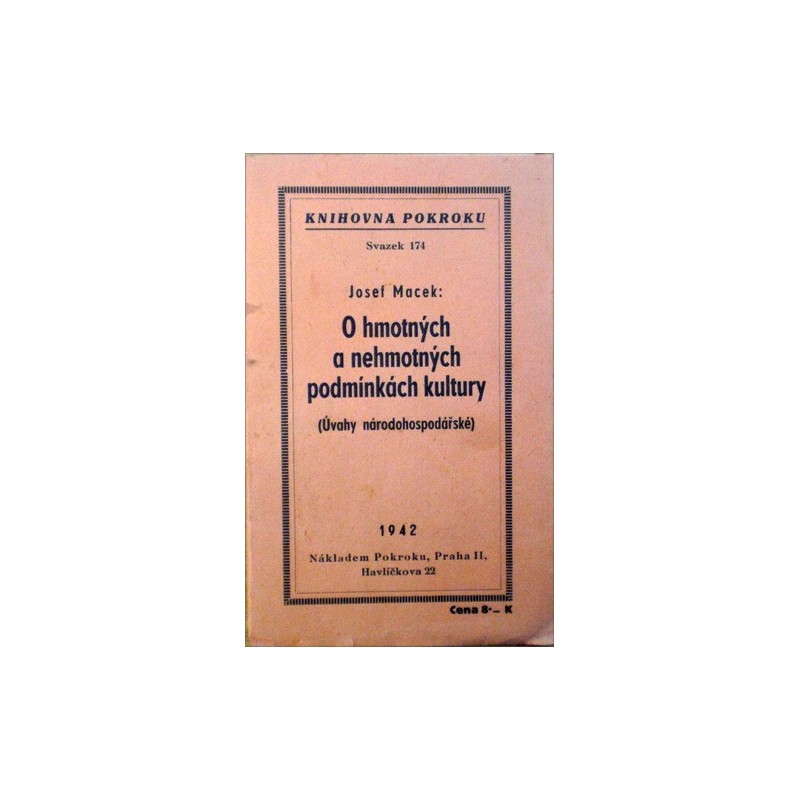 KNIHOVNA POKROKU
Svazek 174
Josef Macek:
O hmotných
a nehmotných
podmínkách kultury
(Úvahy národohospodářské)
1942
Nákladem Pokroku, Praha II,
Havlíčkova 22
Cena 8·– K